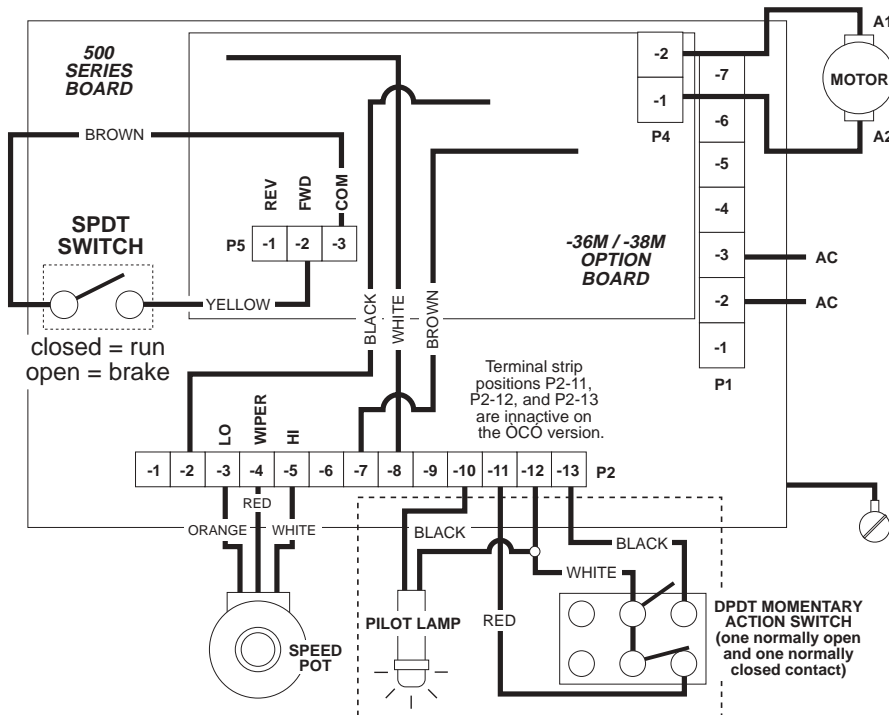 500
SERIES
BOARD
-2
-1
P4
-7
-6
-5
-4
-3
-2
-1
P1
A1
MOTOR
A2
BROWN
REV
FWD
COM
P5
-1
-2
-3
SPDT
SWITCH
YELLOW
closed = run
open = brake
BLACK
WHITE
BROWN
-36M / -38M
OPTION
BOARD
AC
AC
Terminal strip
positions P2-11,
P2-12, and P2-13
are innactive on
the ÒCÓ version.
LO
WIPER
HI
-1
-2
-3
-4
-5
-6
-7
-8
-9
-10
-11
-12
-13
P2
RED
ORANGE
WHITE
BLACK
BLACK
WHITE
RED
SPEED
POT
PILOT LAMP
DPDT MOMENTARY
ACTION SWITCH
(one normally open
and one normally
closed contact)